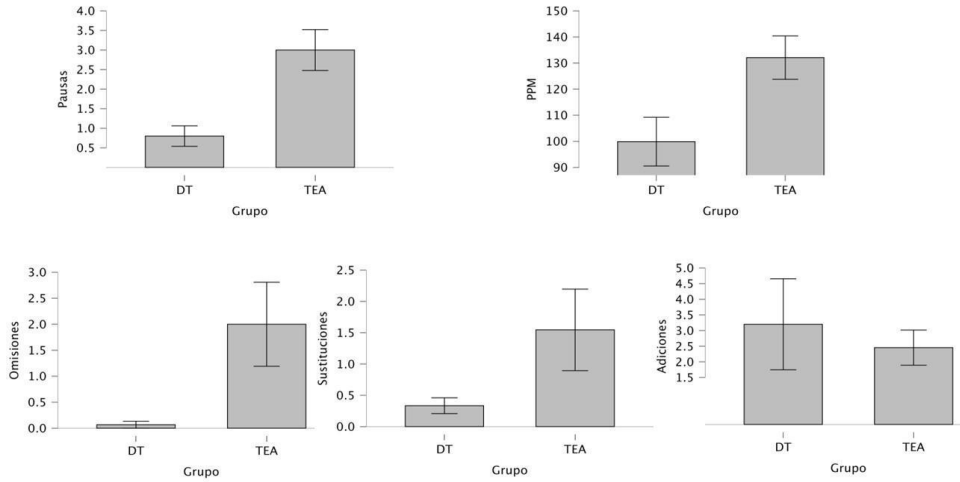 4.0
3.5
3.0
2.5
2.0
1.5
1.0
0.5
Pausas
DT
TEA
Grupo
150
140
130
120
110
100
90
PPM
DT
TEA
Grupo
3.0
2.5
2.0
1.5
1.0
0.5
0.0
Omisiones
DT
TEA
Grupo
2.5
2.0
1.5
1.0
0.5
0.0
Sustituciones
DT
TEA
Grupo
5.0
4.5
4.0
3.5
3.0
2.5
2.0
1.5
Adiciones
DT
TEA
Grupo